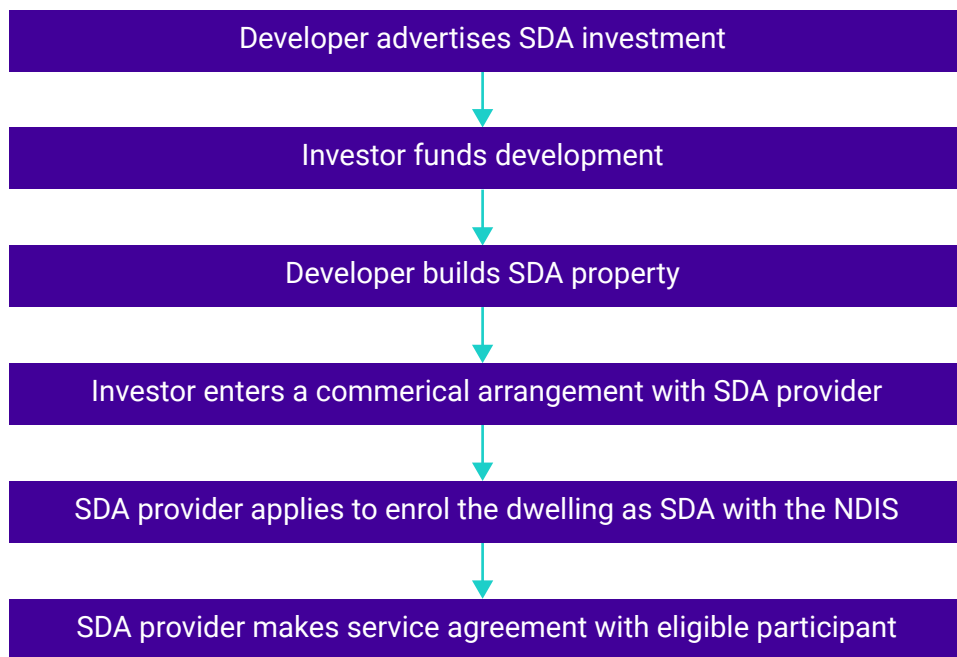 Developer advertises SDA investment
Investor funds development
Developer builds SDA property
Investor enters a commerical arrangement with SDA provider
SDA provider applies to enrol the dwelling as SDA with the NDIS
SDA provider makes service agreement with eligible participant